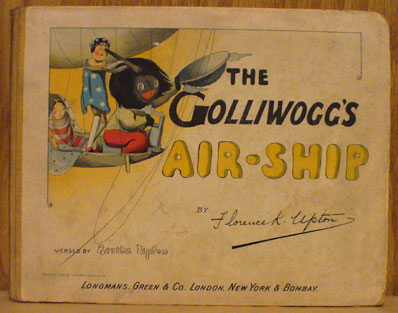 THE
GOLLIWOGG'S
AIR-SHIP
BY
Florence K. Upton
VERSES BY Bertha Upton
LONGMANS, GREEN & CO. LONDON, NEW YORK & BOMBAY.